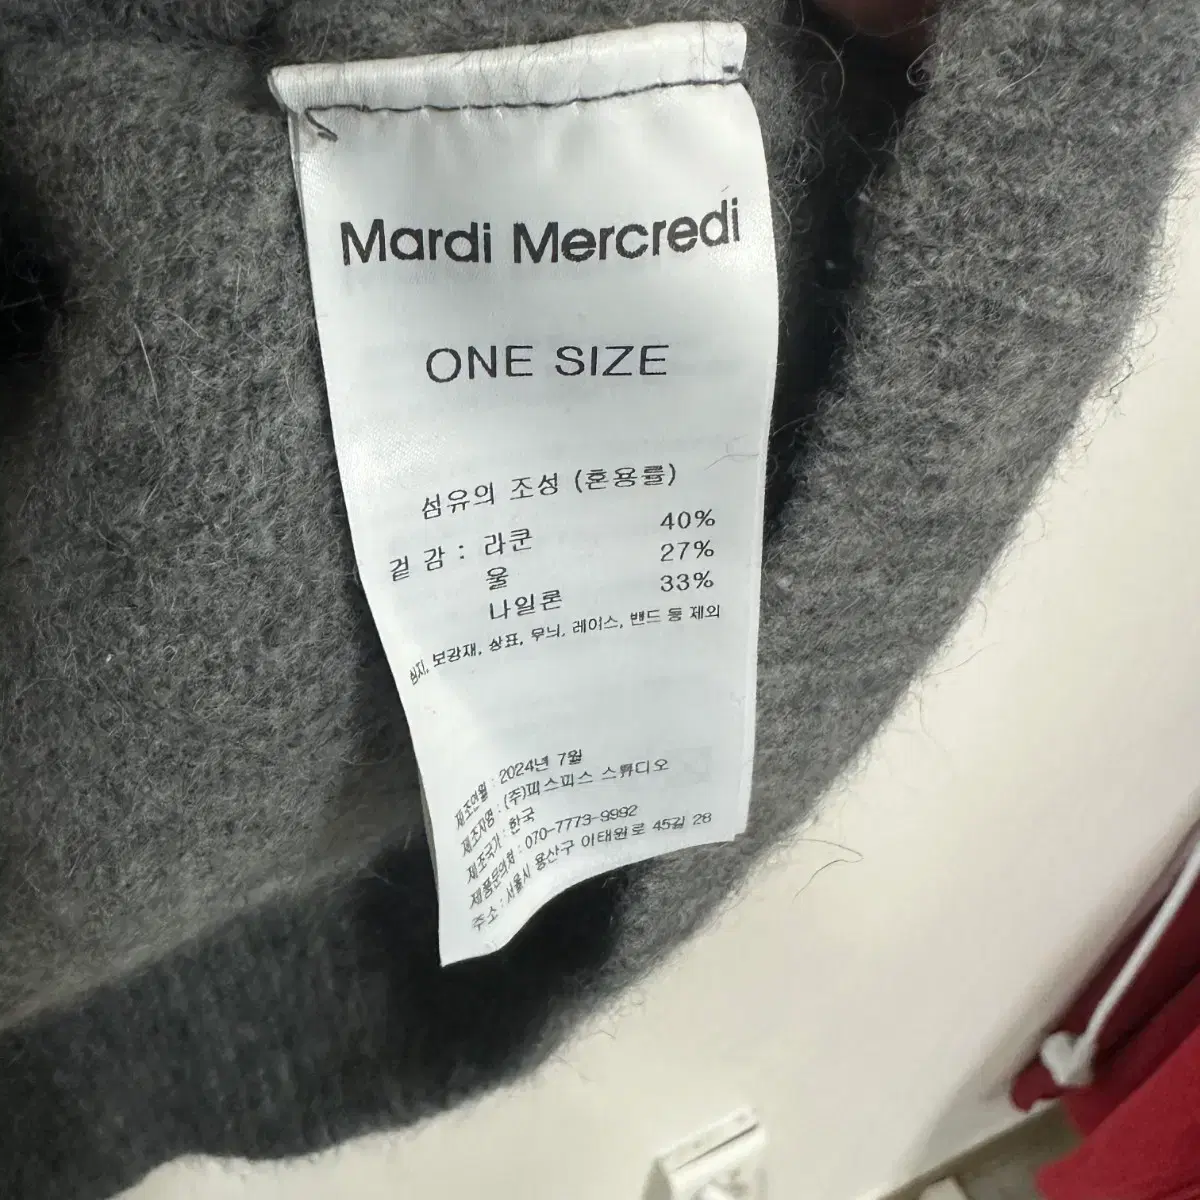 Mardi Mercredi
ONE SIZE
섬유의 조성 (혼용률)
겉 감 : 라쿤 40%
울 27%
나일론 33%
심지, 보강재, 상표, 무늬, 레이스, 밴드 등 제외
제조연월 : 2024년 7월
제조자명 : (주)피스피스 스튜디오
제조국가 : 한국
제품문의처 : 070-7773-9992
주소 : 서울시 용산구 이태원로 45길 28